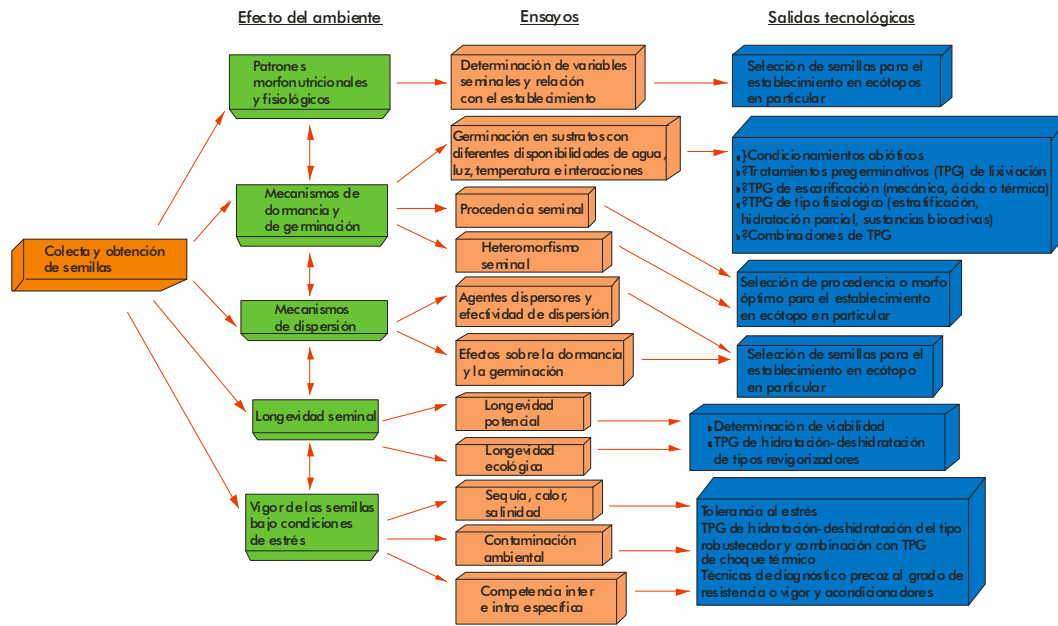 Efecto del ambiente
Ensayos
Salidas tecnológicas
Colecta y obtención
de semillas
Patrones
morfonutricionales
y fisiológicos
Mecanismos de
dormancia y
de germinación
Mecanismos
de dispersión
Longevidad seminal
Vigor de las semillas
bajo condiciones
de estrés
Determinación de variables
seminales y relación
con el establecimiento
Germinación en sustratos con
diferentes disponibilidades de agua,
luz, temperatura e interacciones
Procedencia seminal
Heteromorfismo
seminal
Agentes dispersores y
efectividad de dispersión
Efectos sobre la dormancia
y la germinación
Longevidad
potencial
Longevidad
ecológica
Sequía, calor,
salinidad
Contaminación
ambiental
Competencia inter
e intra específica
Selección de semillas para el
establecimiento en ecótopos
en particular
}Condicionamientos abióticos
?Tratamientos pregerminativos (TPG) de lixiviación
?TPG de escarificación (mecánica, ácida o térmica)
?TPG de tipo fisiológico (estratificación,
hidratación parcial, sustancias bioactivas)
?Combinaciones de TPG
Selección de procedencia o morfo
óptimo para el establecimiento
en ecótopo en particular
Selección de semillas para el
establecimiento en ecótopo
en particular
Determinación de viabilidad
TPG de hidratación-deshidratación
de tipos revigorizadores
Tolerancia al estrés
TPG de hidratación-deshidratación del tipo
robustecedor y combinación con TPG
de choque térmico
Técnicas de diagnóstico precoz al grado de
resistencia o vigor y acondicionadores